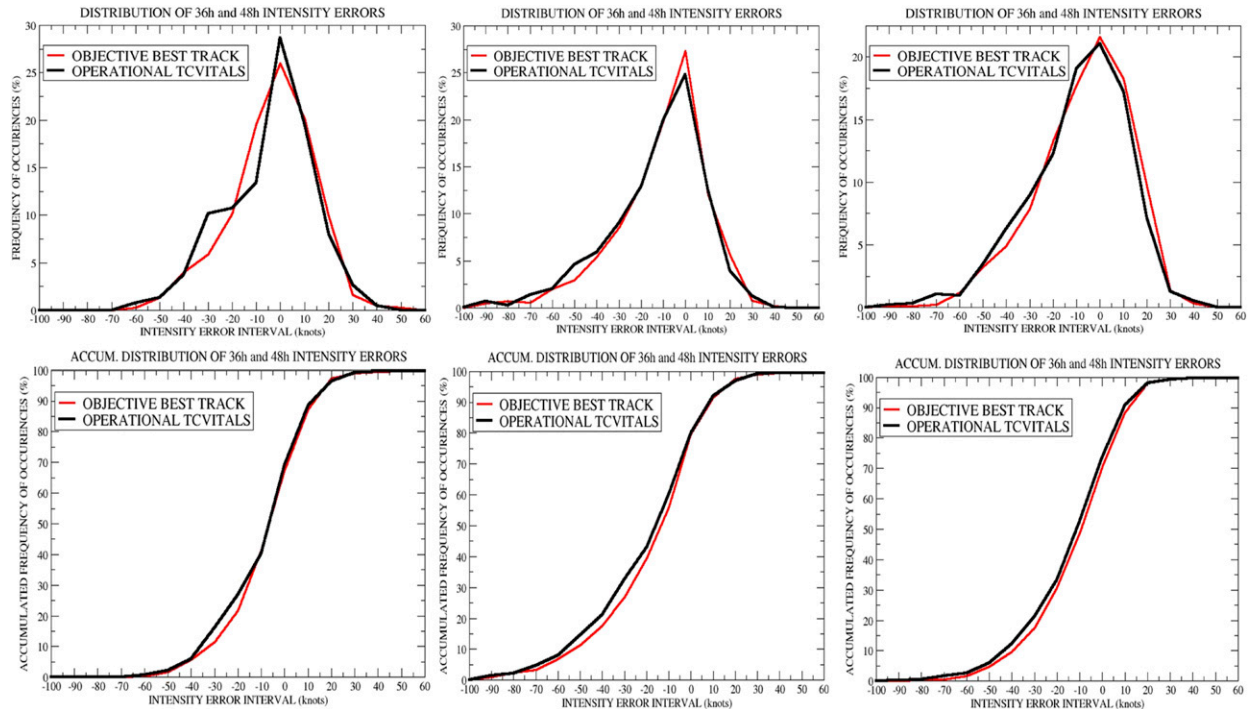 DISTRIBUTION OF 36h and 48h INTENSITY ERRORS
FREQUENCY OF OCCURENCES (%)
30
25
20
15
10
5
0
OBJECTIVE BEST TRACK
OPERATIONAL TCVITALS
-100 -90 -80 -70 -60 -50 -40 -30 -20 -10 0 10 20 30 40 50 60
INTENSITY ERROR INTERVAL (knots)
DISTRIBUTION OF 36h and 48h INTENSITY ERRORS
FREQUENCY OF OCCURENCES (%)
30
25
20
15
10
5
0
OBJECTIVE BEST TRACK
OPERATIONAL TCVITALS
-100 -90 -80 -70 -60 -50 -40 -30 -20 -10 0 10 20 30 40 50 60
INTENSITY ERROR INTERVAL (knots)
DISTRIBUTION OF 36h and 48h INTENSITY ERRORS
FREQUENCY OF OCCURENCES (%)
20
15
10
5
0
OBJECTIVE BEST TRACK
OPERATIONAL TCVITALS
-100 -90 -80 -70 -60 -50 -40 -30 -20 -10 0 10 20 30 40 50 60
INTENSITY ERROR INTERVAL (knots)
ACCUM. DISTRIBUTION OF 36h and 48h INTENSITY ERRORS
ACCUMULATED FREQUENCY OF OCCURENCES (%)
100
90
80
70
60
50
40
30
20
10
0
OBJECTIVE BEST TRACK
OPERATIONAL TCVITALS
-100 -90 -80 -70 -60 -50 -40 -30 -20 -10 0 10 20 30 40 50 60
INTENSITY ERROR INTERVAL (knots)
ACCUM. DISTRIBUTION OF 36h and 48h INTENSITY ERRORS
ACCUMULATED FREQUENCY OF OCCURENCES (%)
100
90
80
70
60
50
40
30
20
10
0
OBJECTIVE BEST TRACK
OPERATIONAL TCVITALS
-100 -90 -80 -70 -60 -50 -40 -30 -20 -10 0 10 20 30 40 50 60
INTENSITY ERROR INTERVAL (knots)
ACCUM. DISTRIBUTION OF 36h and 48h INTENSITY ERRORS
ACCUMULATED FREQUENCY OF OCCURENCES (%)
100
90
80
70
60
50
40
30
20
10
0
OBJECTIVE BEST TRACK
OPERATIONAL TCVITALS
-100 -90 -80 -70 -60 -50 -40 -30 -20 -10 0 10 20 30 40 50 60
INTENSITY ERROR INTERVAL (knots)